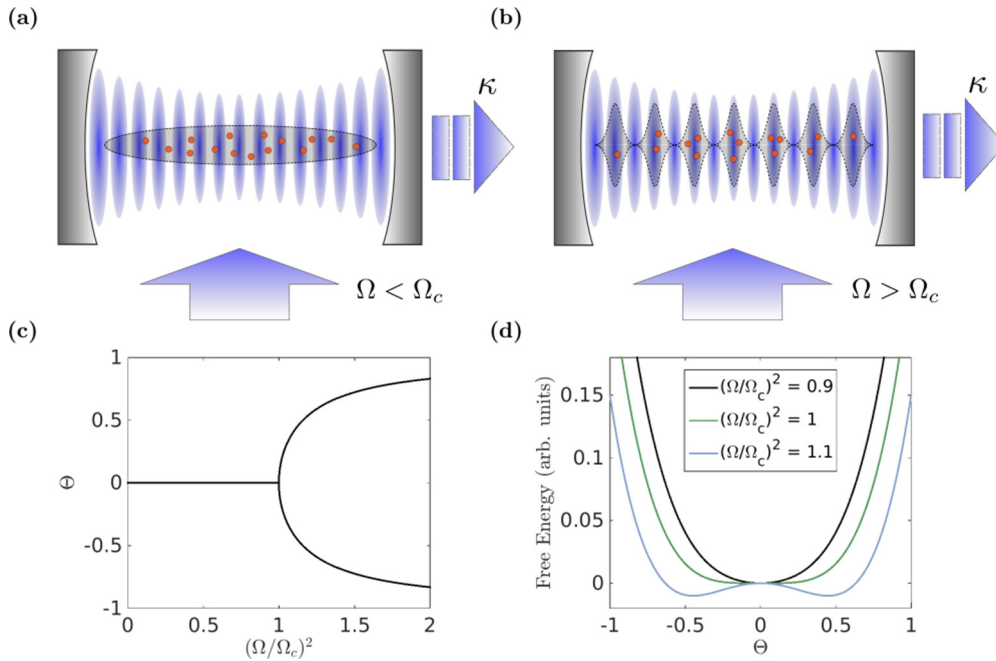 (a)
κ
Ω < Ω_c
(b)
κ
Ω > Ω_c
(c)
1
0.5
0
-0.5
-1
Θ
0 0.5 1 1.5 2
(Ω/Ω_c)²
(d)
(Ω/Ω_c)² = 0.9
(Ω/Ω_c)² = 1
(Ω/Ω_c)² = 1.1
0.15
0.1
0.05
0
Free Energy (arb. units)
-1 -0.5 0 0.5 1
Θ